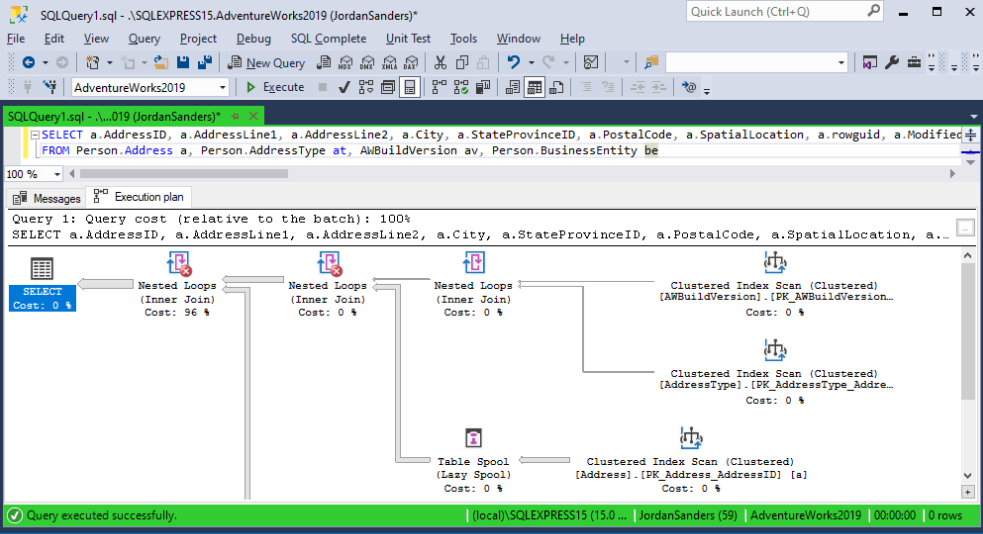 SQLQuery1.sql - .\SQLEXPRESS15.AdventureWorks2019 (JordanSanders)*
Quick Launch (Ctrl+Q)
File Edit View Query Project Debug SQL Complete Unit Test Tools Window Help
New Query MDX DMX XMLA DAX
AdventureWorks2019 Execute
SQLQuery1.sql - .\...019 (JordanSanders)*
SELECT a.AddressID, a.AddressLine1, a.AddressLine2, a.City, a.StateProvinceID, a.PostalCode, a.SpatialLocation, a.rowguid, a.Modified
FROM Person.Address a, Person.AddressType at, AWBuildVersion av, Person.BusinessEntity be
100 %
Messages Execution plan
Query 1: Query cost (relative to the batch): 100%
SELECT a.AddressID, a.AddressLine1, a.AddressLine2, a.City, a.StateProvinceID, a.PostalCode, a.SpatialLocation, a.…
...
SELECT
Cost: 0 %
Nested Loops
(Inner Join)
Cost: 96 %
Nested Loops
(Inner Join)
Cost: 0 %
Nested Loops
(Inner Join)
Cost: 0 %
Clustered Index Scan (Clustered)
[AWBuildVersion].[PK_AWBuildVersion…
Cost: 0 %
Clustered Index Scan (Clustered)
[AddressType].[PK_AddressType_Addre…
Cost: 0 %
Table Spool
(Lazy Spool)
Cost: 0 %
Clustered Index Scan (Clustered)
[Address].[PK_Address_AddressID] [a]
Cost: 0 %
Query executed successfully.
(local)\SQLEXPRESS15 (15.0 ... JordanSanders (59) AdventureWorks2019 00:00:00 0 rows